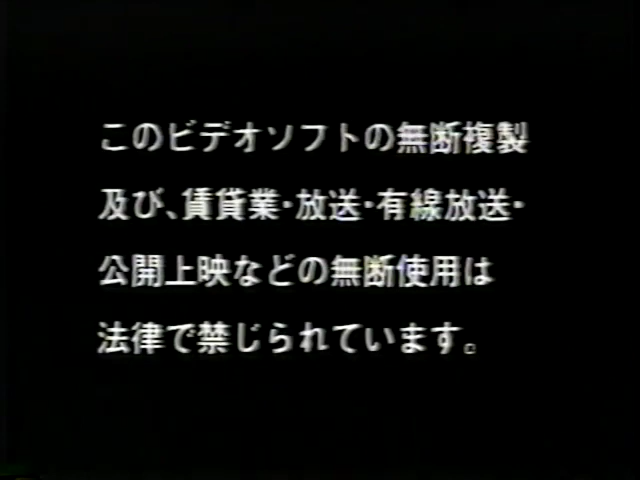 このビデオソフトの無断複製
及び、賃貸業・放送・有線放送・
公開上映などの無断使用は
法律で禁じられています。